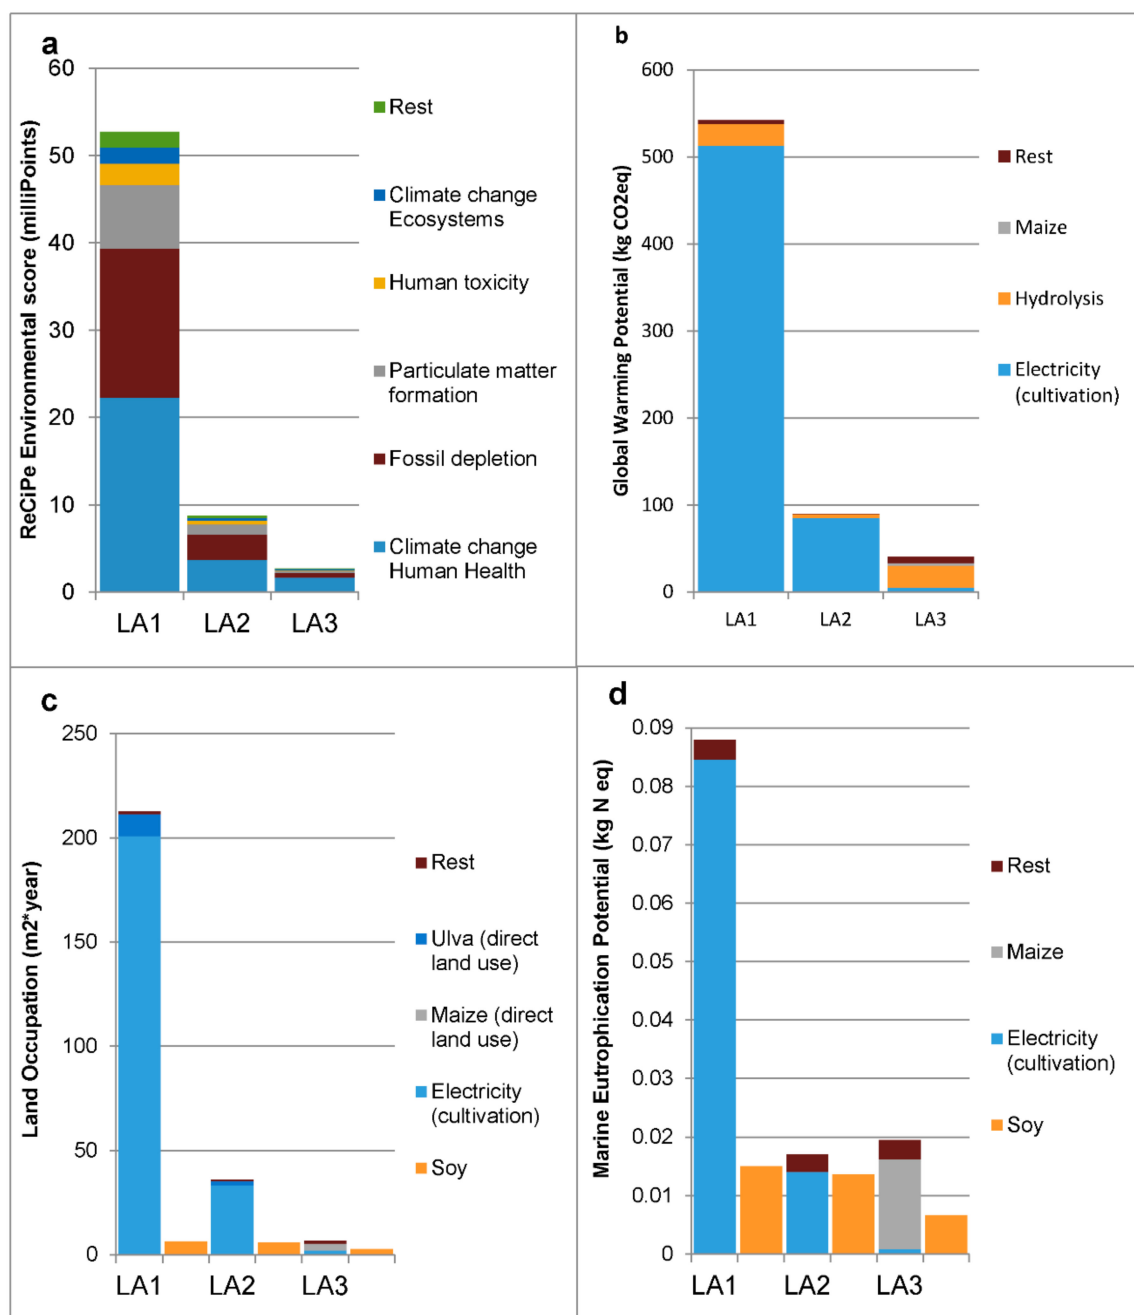 a
ReCiPe Environmental score (milliPoints)
60
50
40
30
20
10
0
LA1
LA2
LA3
Rest
Climate change
Ecosystems
Human toxicity
Particulate matter
formation
Fossil depletion
Climate change
Human Health
b
Global Warming Potential (kg CO2eq)
600
500
400
300
200
100
0
LA1
LA2
LA3
Rest
Maize
Hydrolysis
Electricity
(cultivation)
c
Land Occupation (m2*year)
250
200
150
100
50
0
LA1
LA2
LA3
Rest
Ulva (direct
land use)
Maize (direct
land use)
Electricity
(cultivation)
Soy
d
Marine Eutrophication Potential (kg N eq)
0.09
0.08
0.07
0.06
0.05
0.04
0.03
0.02
0.01
0
LA1
LA2
LA3
Rest
Maize
Electricity
(cultivation)
Soy